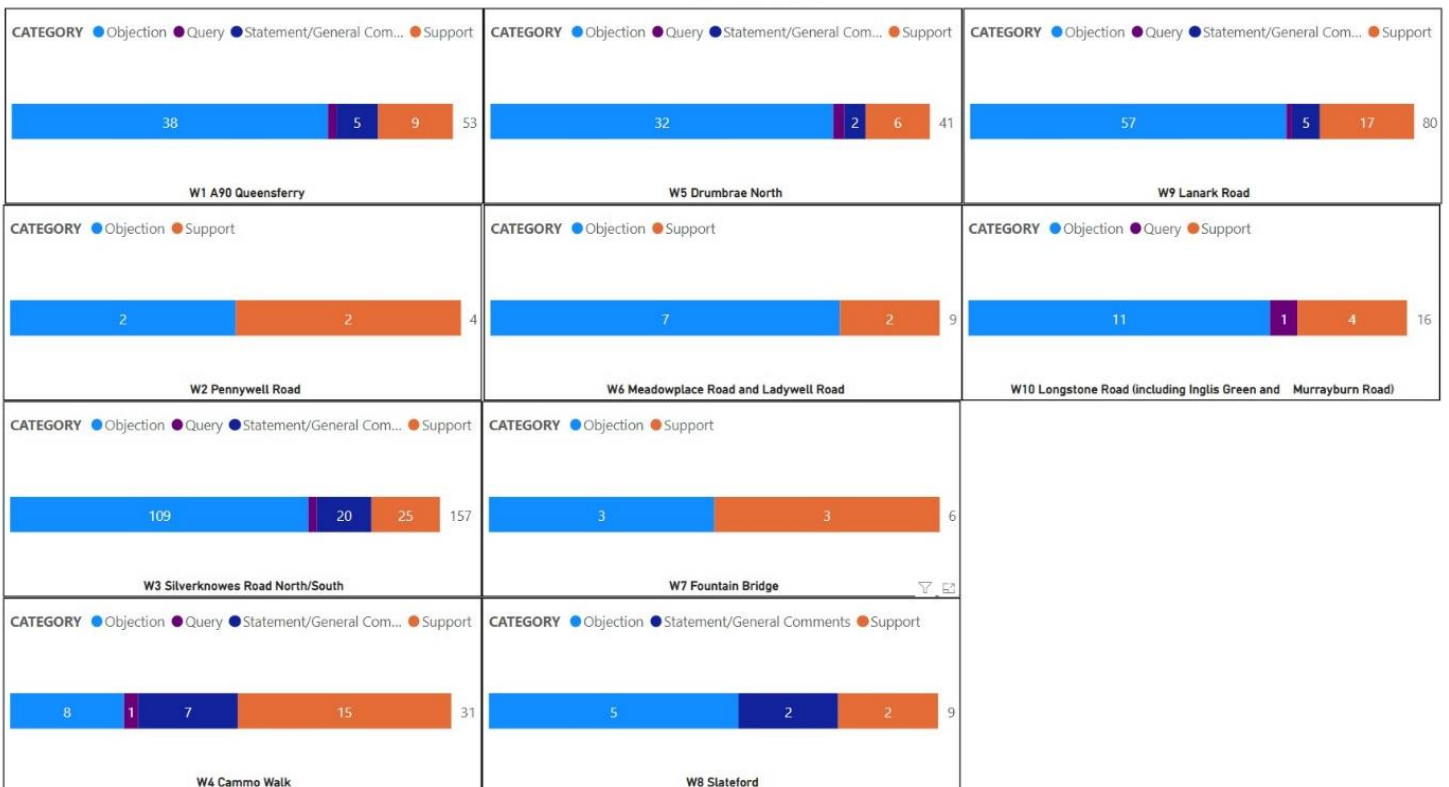 CATEGORY Objection Query Statement/General Com... Support
38 5 9 53
W1 A90 Queensferry
CATEGORY Objection Query Statement/General Com... Support
32 2 6 41
W5 Drumbrae North
CATEGORY Objection Query Statement/General Com... Support
57 5 17 80
W9 Lanark Road
CATEGORY Objection Support
2 2 4
W2 Pennywell Road
CATEGORY Objection Support
7 2 9
W6 Meadowplace Road and Ladywell Road
CATEGORY Objection Query Support
11 1 4 16
W10 Longstone Road (including Inglis Green and Murrayburn Road)
CATEGORY Objection Query Statement/General Com... Support
109 20 25 157
W3 Silverknowes Road North/South
CATEGORY Objection Support
3 3 6
W7 Fountain Bridge
CATEGORY Objection Query Statement/General Com... Support
8 1 7 15 31
W4 Cammo Walk
CATEGORY Objection Statement/General Comments Support
5 2 2 9
W8 Slateford